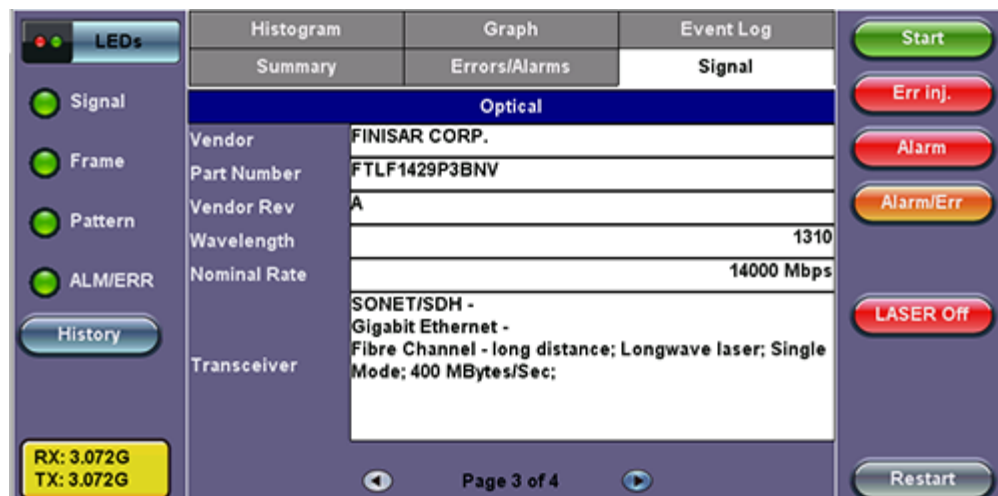 LEDs
Signal
Frame
Pattern
ALM/ERR
History
RX: 3.072G
TX: 3.072G
Histogram Graph Event Log
Summary Errors/Alarms Signal
Optical
Vendor FINISAR CORP.
Part Number FTLF1429P3BNV
Vendor Rev A
Wavelength 1310
Nominal Rate 14000 Mbps
Transceiver
SONET/SDH -
Gigabit Ethernet -
Fibre Channel - long distance; Longwave laser; Single
Mode; 400 MBytes/Sec;
Page 3 of 4
Start
Err inj.
Alarm
Alarm/Err
LASER Off
Restart